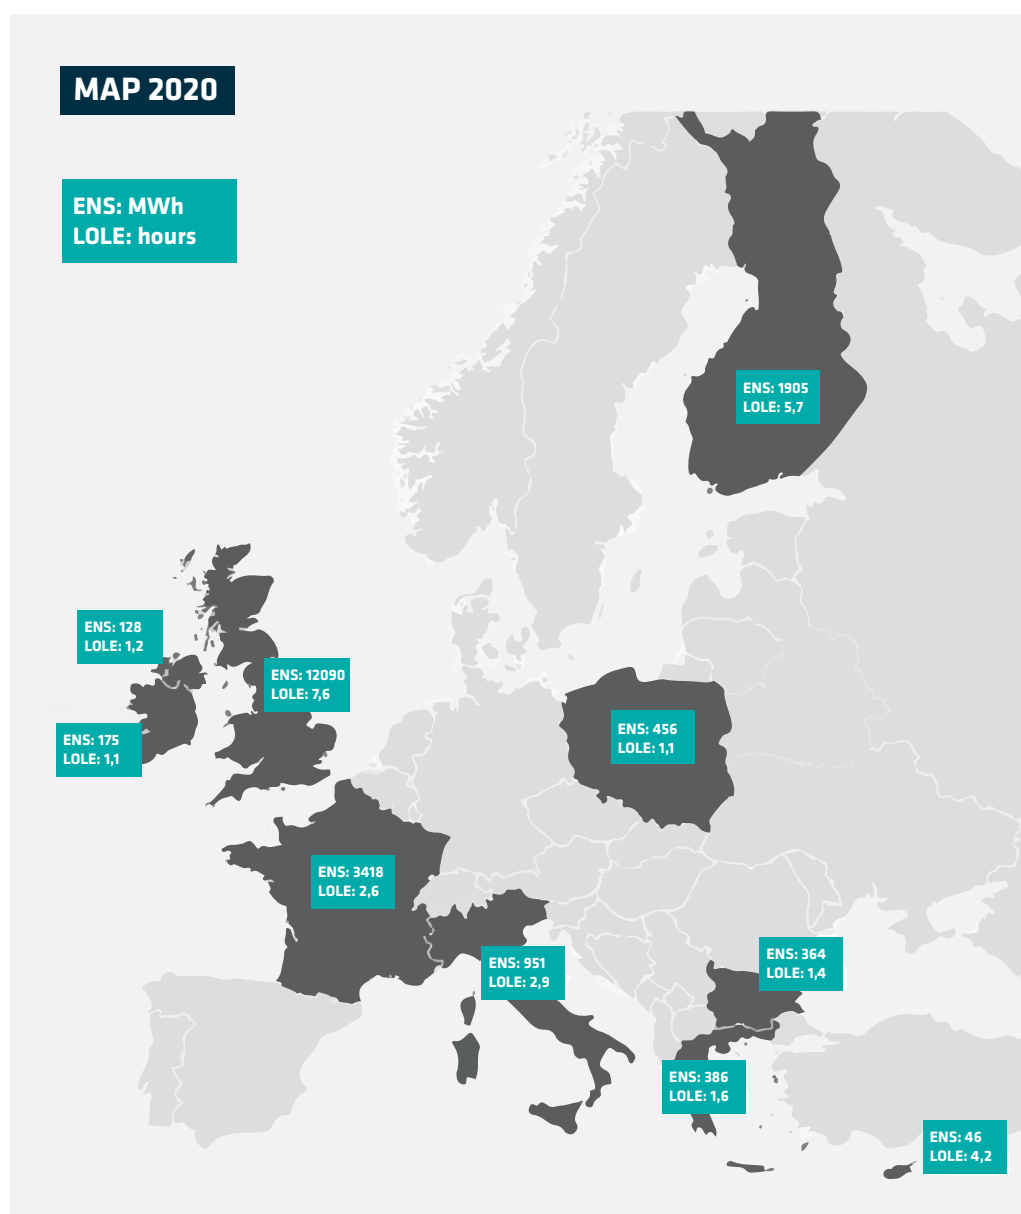 MAP 2020
ENS: MWh
LOLE: hours
ENS: 1905
LOLE: 5,7
ENS: 128
LOLE: 1,2
ENS: 12090
LOLE: 7,6
ENS: 175
LOLE: 1,1
ENS: 456
LOLE: 1,1
ENS: 3418
LOLE: 2,6
ENS: 951
LOLE: 2,9
ENS: 364
LOLE: 1,4
ENS: 386
LOLE: 1,6
ENS: 46
LOLE: 4,2